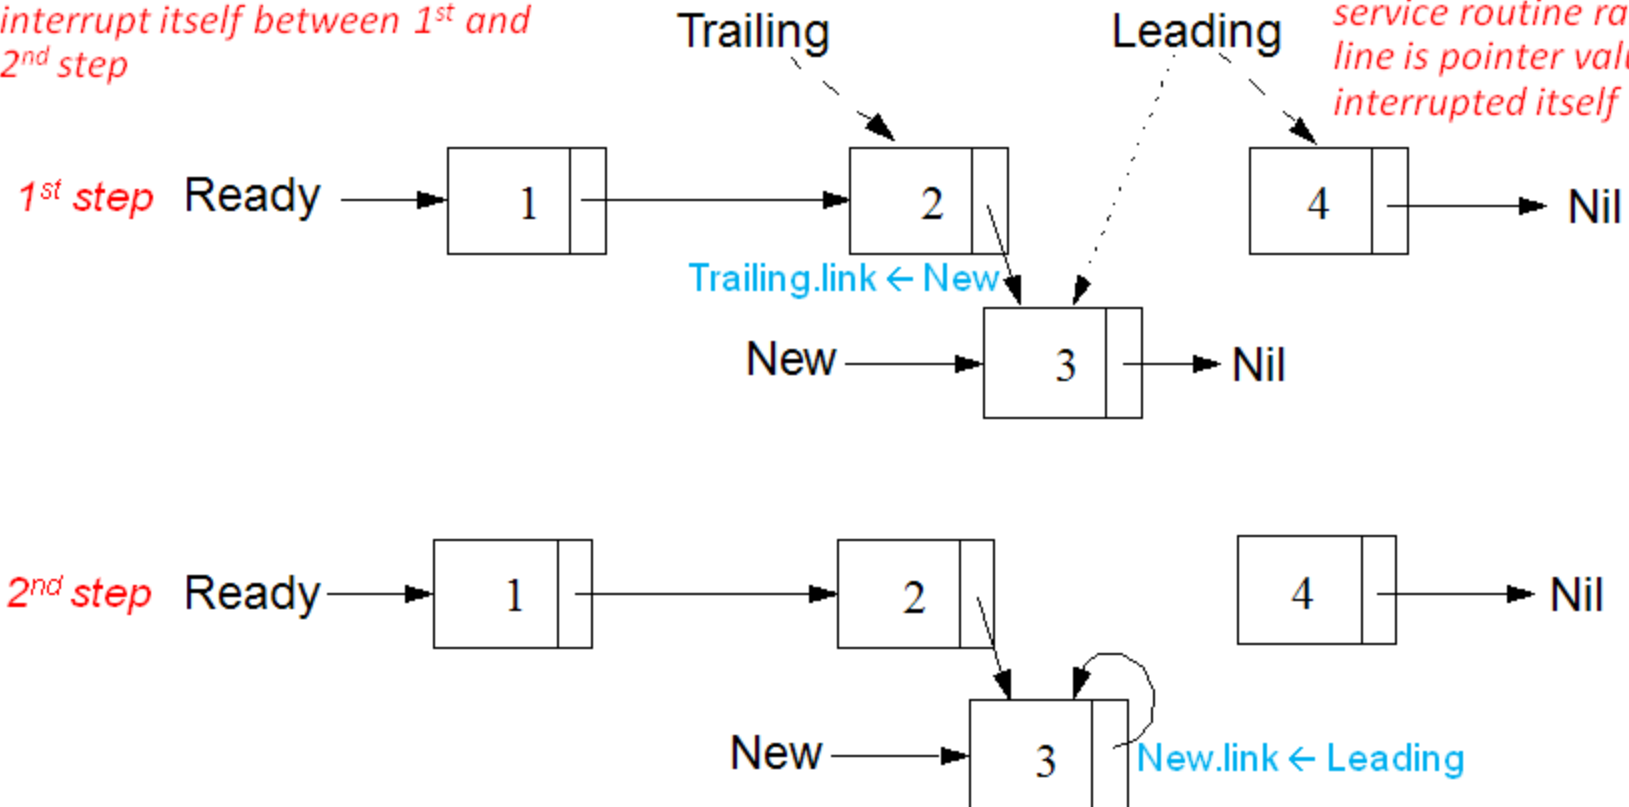 interrupt itself between 1st and
2nd step
Trailing
Leading
service routine
line is pointer
interrupted itself
1st step Ready 1 2 4 Nil
Trailing.link ← New
New 3 Nil
2nd step Ready 1 2 4 Nil
New 3 New.link ← Leading